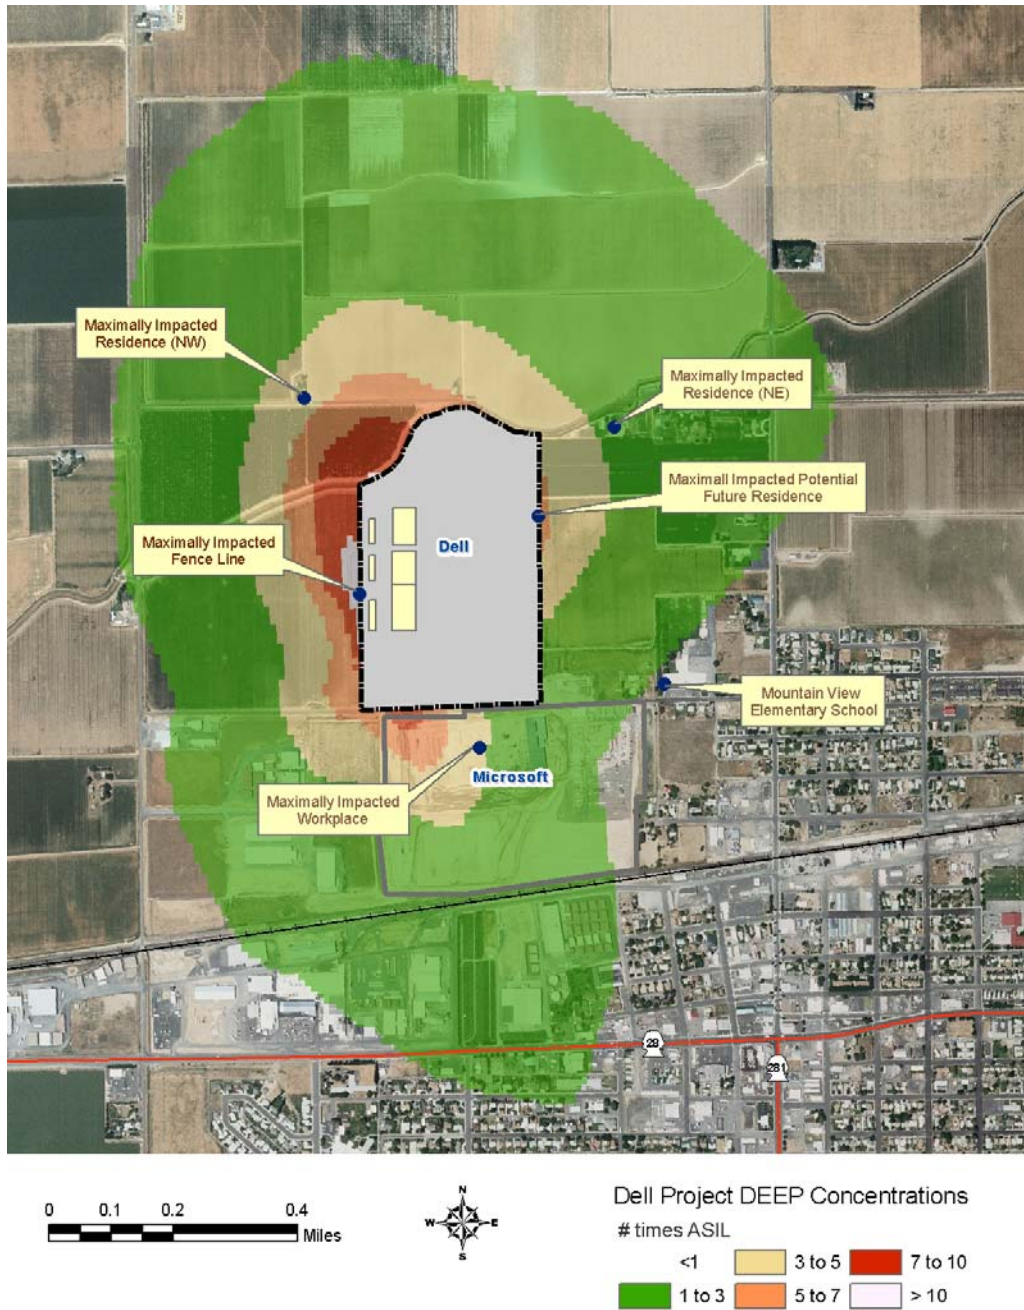 Maximally Impacted
Residence (NW)
Maximally Impacted
Residence (NE)
Maximall Impacted Potential
Future Residence
Maximally Impacted
Fence Line
Dell
Mountain View
Elementary School
Microsoft
Maximally Impacted
Workplace
28
281
0 0.1 0.2 0.4
Miles
N
W E
S
Dell Project DEEP Concentrations
# times ASIL
<1 3 to 5 7 to 10
1 to 3 5 to 7 > 10